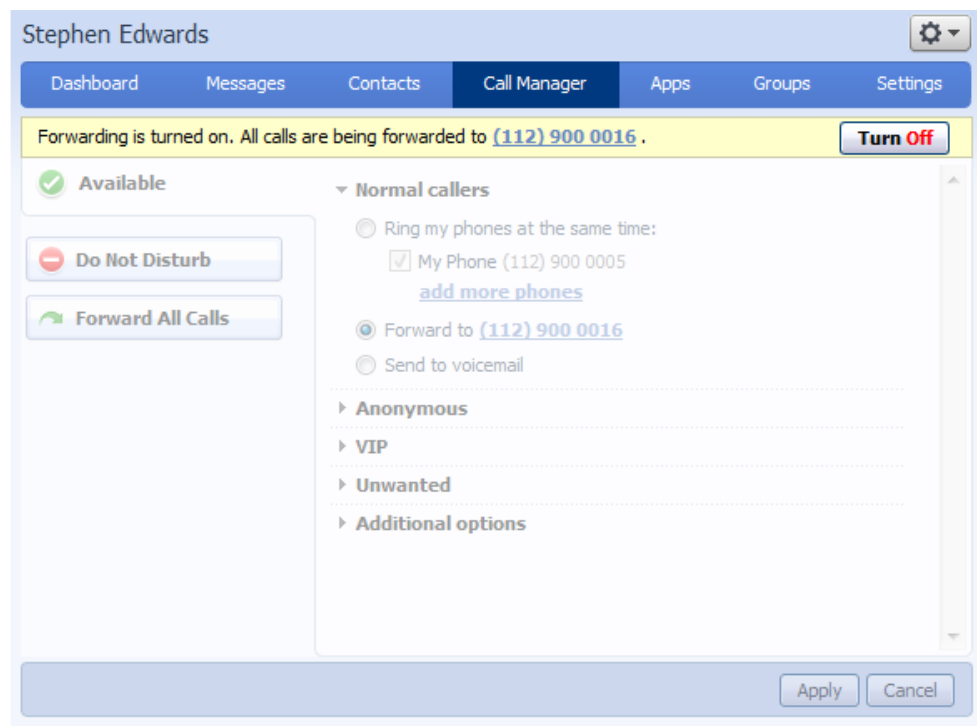 Stephen Edwards
Dashboard Messages Contacts Call Manager Apps Groups Settings
Forwarding is turned on. All calls are being forwarded to (112) 900 0016 . Turn Off
Available
Do Not Disturb
Forward All Calls
Normal callers
Ring my phones at the same time:
My Phone (112) 900 0005
add more phones
Forward to (112) 900 0016
Send to voicemail
Anonymous
VIP
Unwanted
Additional options
Apply Cancel